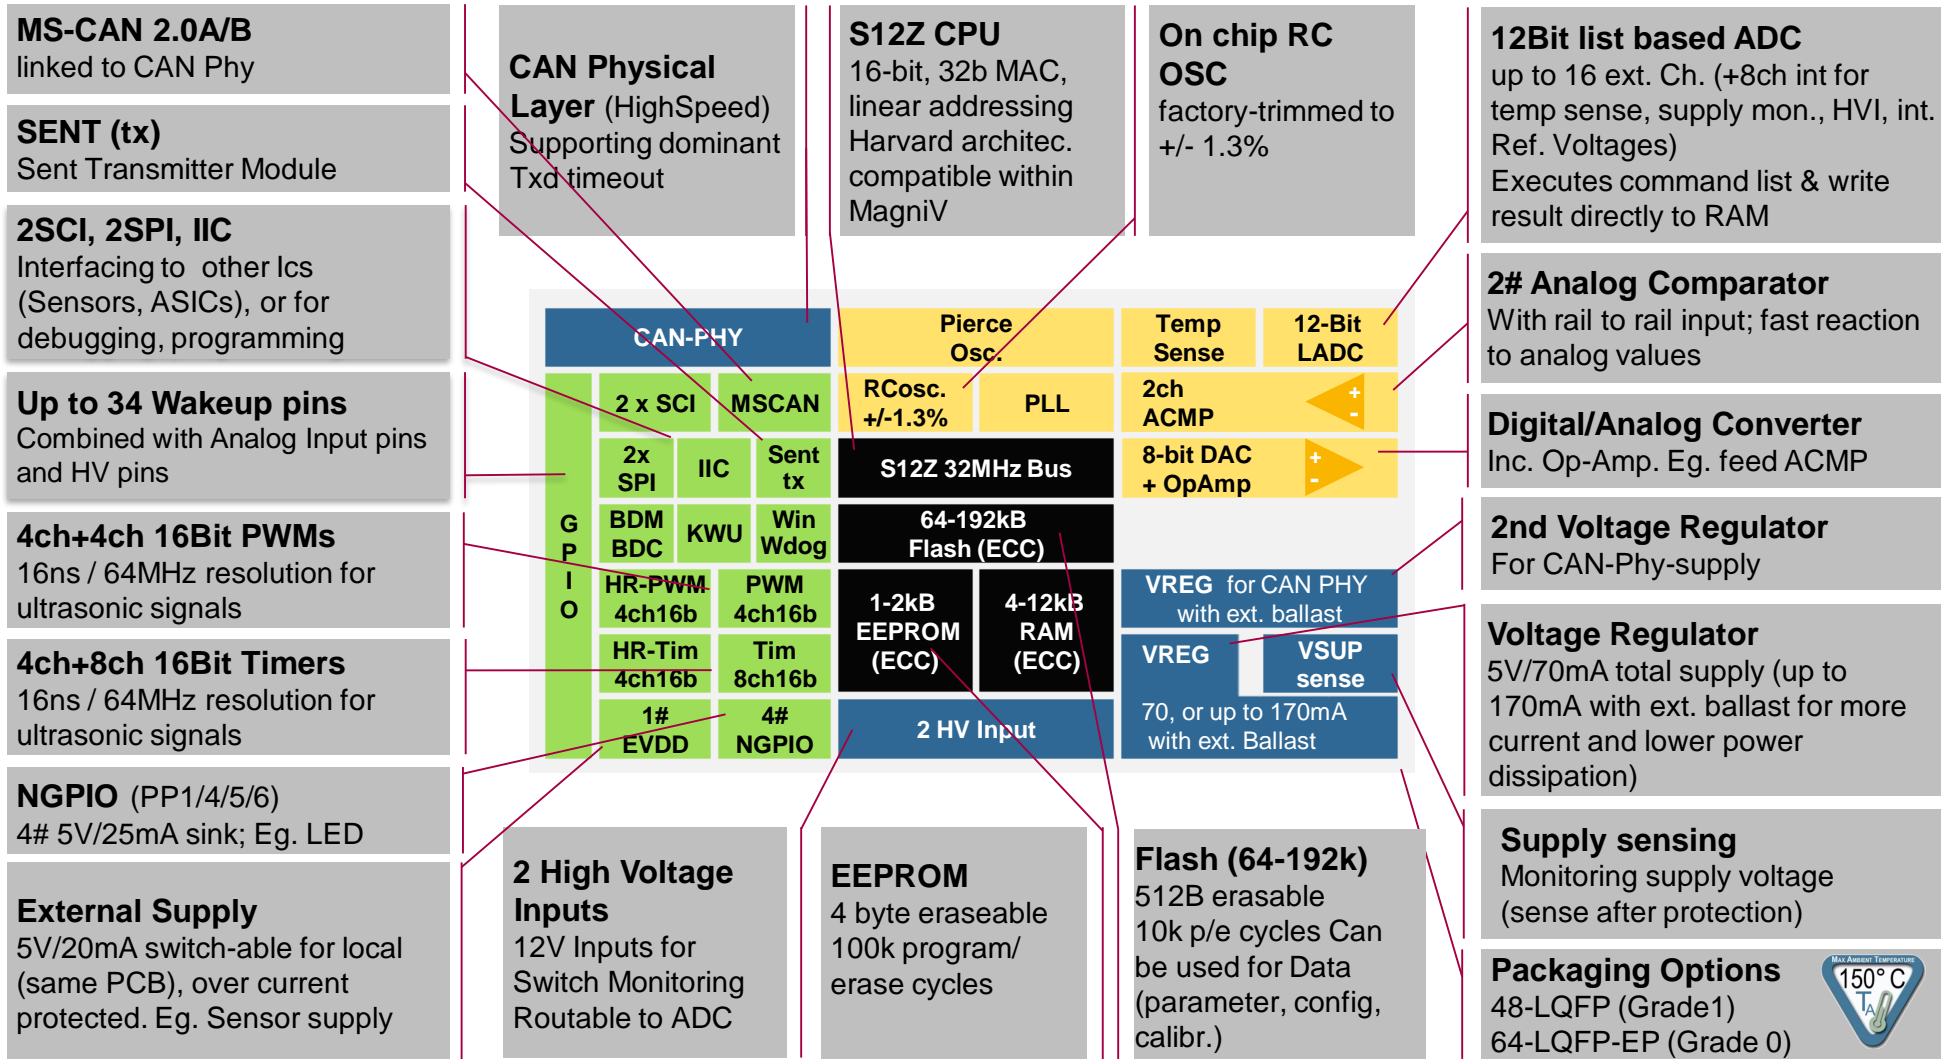 MS-CAN 2.0A/B
linked to CAN Phy
SENT (tx)
Sent Transmitter Module
2SCI, 2SPI, IIC
Interfacing to other Ics
(Sensors, ASICs), or for
debugging, programming
Up to 34 Wakeup pins
Combined with Analog Input pins
and HV pins
4ch+4ch 16Bit PWMs
16ns / 64MHz resolution for
ultrasonic signals
4ch+8ch 16Bit Timers
16ns / 64MHz resolution for
ultrasonic signals
NGPIO (PP1/4/5/6)
4# 5V/25mA sink; Eg. LED
External Supply
5V/20mA switch-able for local
(same PCB), over current
protected. Eg. Sensor supply
CAN Physical
Layer (HighSpeed)
Supporting dominant
Txd timeout
S12Z CPU
16-bit, 32b MAC,
linear addressing
Harvard architec.
compatible within
MagniV
On chip RC
OSC
factory-trimmed to
+/- 1.3%
CAN-PHY
Pierce
Osc.
Temp
Sense
12-Bit
LADC
GPIO
2 x SCI
MSCAN
RCosc.
+/-1.3%
PLL
2ch
ACMP
+
-
2x
SPI
IIC
Sent
tx
S12Z 32MHz Bus
8-bit DAC
+ OpAmp
+
-
BDM
BDC
KWU
Win
Wdog
64-192kB
Flash (ECC)
HR-PWM
4ch16b
PWM
4ch16b
1-2kB
EEPROM
(ECC)
4-12kB
RAM
(ECC)
VREG for CAN PHY
with ext. ballast
HR-Tim
4ch16b
Tim
8ch16b
VREG
VSUP
sense
1#
EVDD
4#
NGPIO
2 HV Input
70, or up to 170mA
with ext. Ballast
2 High Voltage
Inputs
12V Inputs for
Switch Monitoring
Routable to ADC
EEPROM
4 byte eraseable
100k program/
erase cycles
Flash (64-192k)
512B erasable
10k p/e cycles Can
be used for Data
(parameter, config,
calibr.)
12Bit list based ADC
up to 16 ext. Ch. (+8ch int for
temp sense, supply mon., HVI, int.
Ref. Voltages)
Executes command list & write
result directly to RAM
2# Analog Comparator
With rail to rail input; fast reaction
to analog values
Digital/Analog Converter
Inc. Op-Amp. Eg. feed ACMP
2nd Voltage Regulator
For CAN-Phy-supply
Voltage Regulator
5V/70mA total supply (up to
170mA with ext. ballast for more
current and lower power
dissipation)
Supply sensing
Monitoring supply voltage
(sense after protection)
Packaging Options
48-LQFP (Grade1)
64-LQFP-EP (Grade 0)
MAX AMBIENT TEMPERATURE
150° C
TA